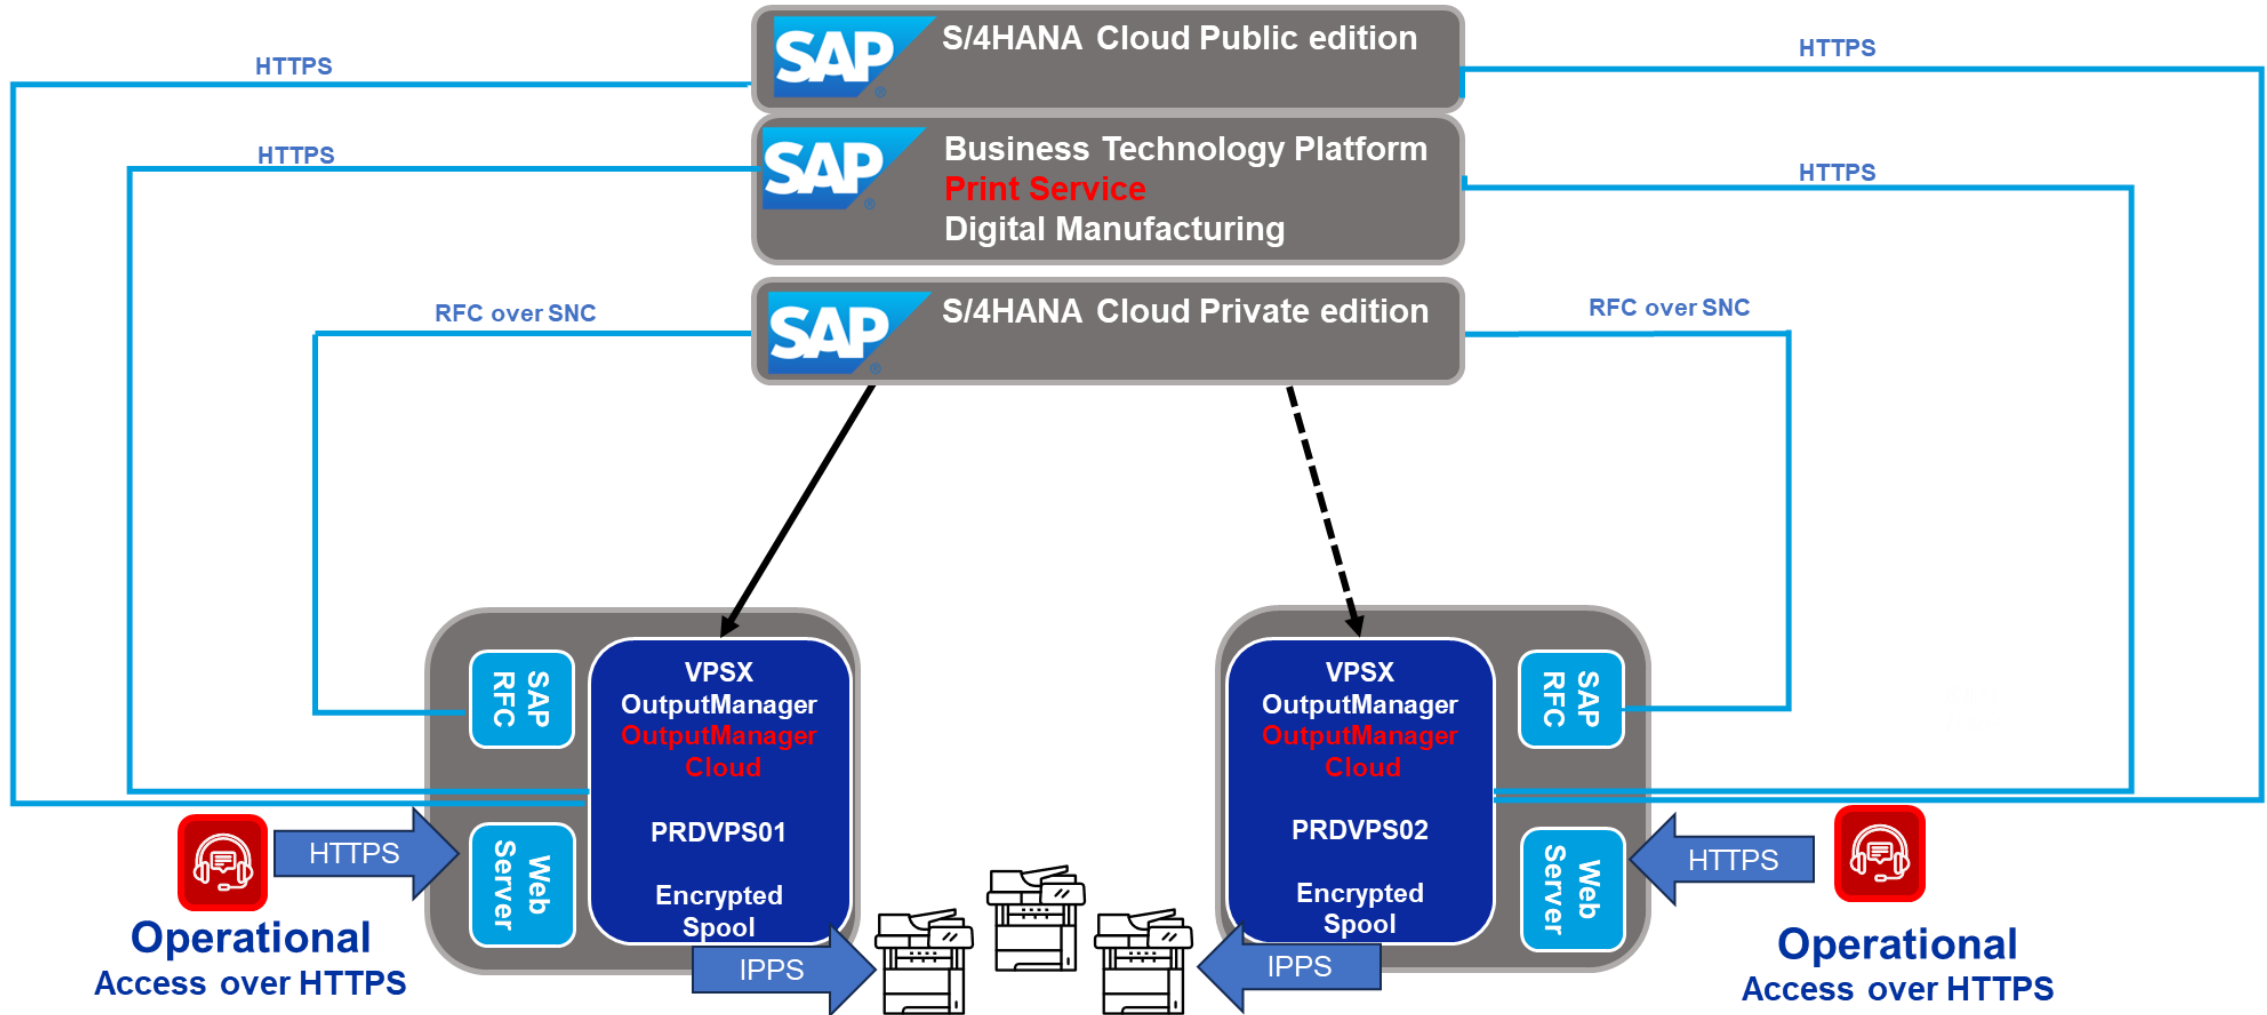 SAP
®
S/4HANA Cloud Public edition
HTTPS
HTTPS
SAP
®
Business Technology Platform
Print Service
Digital Manufacturing
HTTPS
HTTPS
SAP
®
S/4HANA Cloud Private edition
RFC over SNC
RFC over SNC
SAP
RFC
Web
Server
VPSX
OutputManager
OutputManager
Cloud
PRDVPS01
Encrypted
Spool
HTTPS
Operational
Access over HTTPS
IPPS
VPSX
OutputManager
OutputManager
Cloud
PRDVPS02
Encrypted
Spool
SAP
RFC
Web
Server
HTTPS
Operational
Access over HTTPS
IPPS